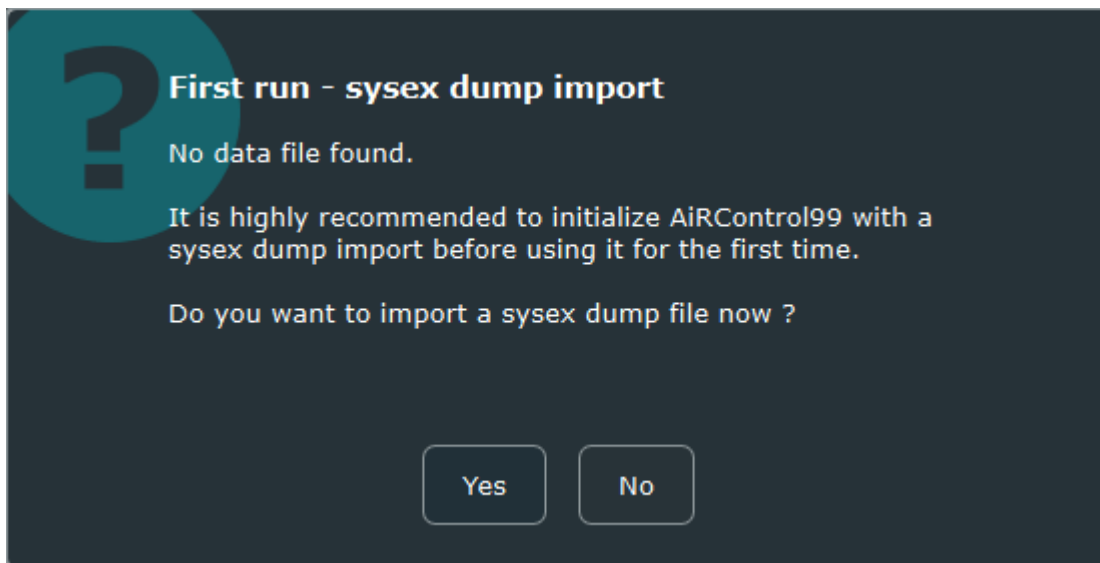 ?
First run - sysex dump import
No data file found.
It is highly recommended to initialize AiRControl99 with a
sysex dump import before using it for the first time.
Do you want to import a sysex dump file now ?
Yes No